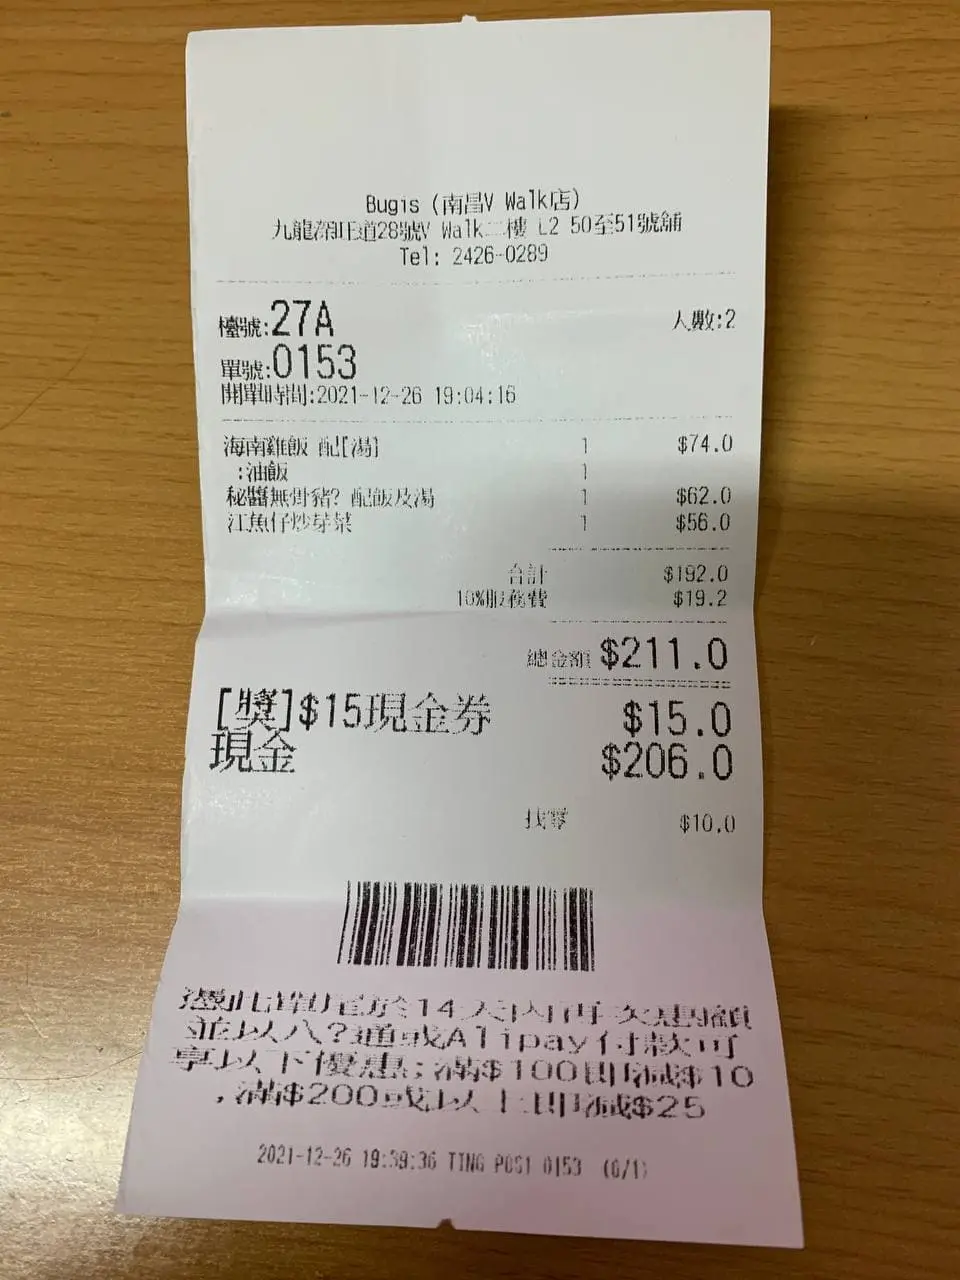 Bugis (南昌V Walk店)
九龍深旺道28號V Walk二樓 L2 50至51號舖
Tel: 2426-0289
檯號:27A 人數:2
單號:0153
開單時間:2021-12-26 19:04:16
海南雞飯 配[湯] 1 $74.0
:油飯 1
秘醬無骨豬? 配飯及湯 1 $62.0
江魚仔炒芽菜 1 $56.0
合計 $192.0
10%服務費 $19.2
總金額 $211.0
[獎]$15現金券 $15.0
現金 $206.0
找零 $10.0
憑此單尾於14天內再次惠顧
並以八?通或Alipay付款可
享以下優惠;滿$100即減$10
,滿$200或以上即減$25
2021-12-26 19:39:36 TING POS1 0153 (0/1)